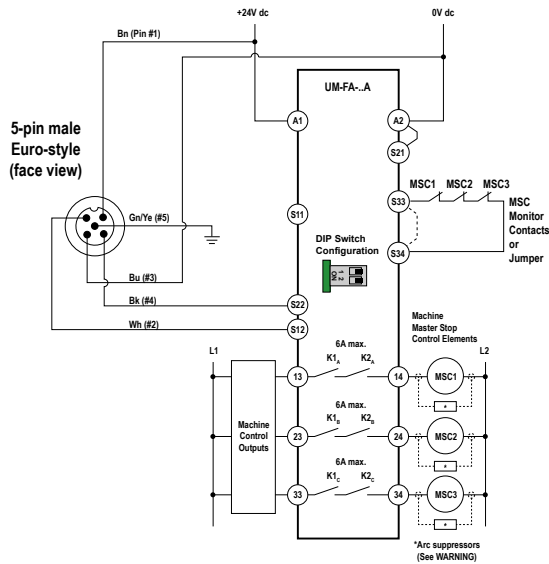 +24V dc
0V dc
Bn (Pin #1)
UM-FA-..A
A1
A2
S21
5-pin male
Euro-style
(face view)
S33
MSC1 MSC2 MSC3
MSC
Monitor
Contacts
or
Jumper
S11
Gn/Ye (#5)
DIP Switch
Configuration
1 2
ON
S34
Bu (#3)
Bk (#4)
S22
Wh (#2)
S12
Machine
Master Stop
Control Elements
L1
L2
6A max.
K1A K2A
13
14
MSC1
*
Machine
Control
Outputs
6A max.
K1B K2B
23
24
MSC2
*
6A max.
K1C K2C
33
34
MSC3
*
*Arc suppressors
(See WARNING)